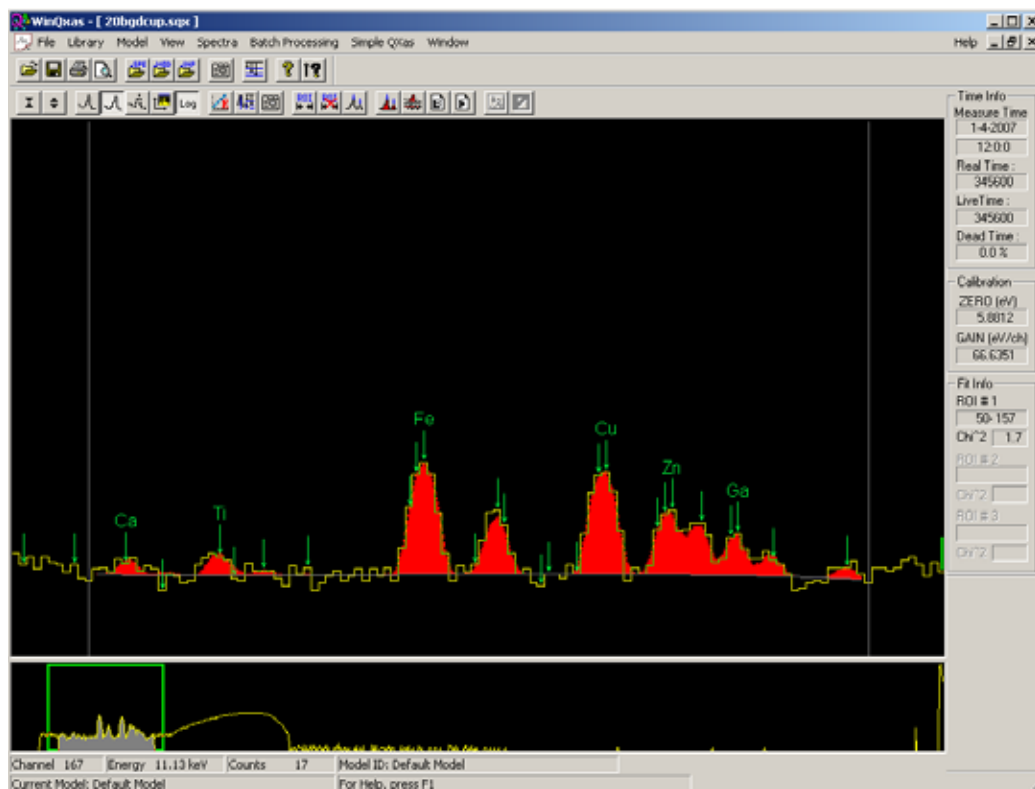 WinQxas - [ 20bgdcup.sqx ]
File Library Model View Spectra Batch Processing Simple QXas Window Help
Log
Time Info
Measure Time
1-4-2007
12:0:0
Real Time :
345600
LiveTime :
345600
Dead Time :
0.0 %
Calibration
ZERO (eV)
5.8812
GAIN (eV/ch)
66.6351
Fit Info
ROI # 1
50- 157
Chi^2 1.7
ROI # 2
Chi^2
ROI # 3
Chi^2
Fe
Cu
Zn
Ga
Ca
Ti
Channel 167 Energy 11.13 keV Counts 17 Model ID: Default Model
Current Model: Default Model For Help, press F1